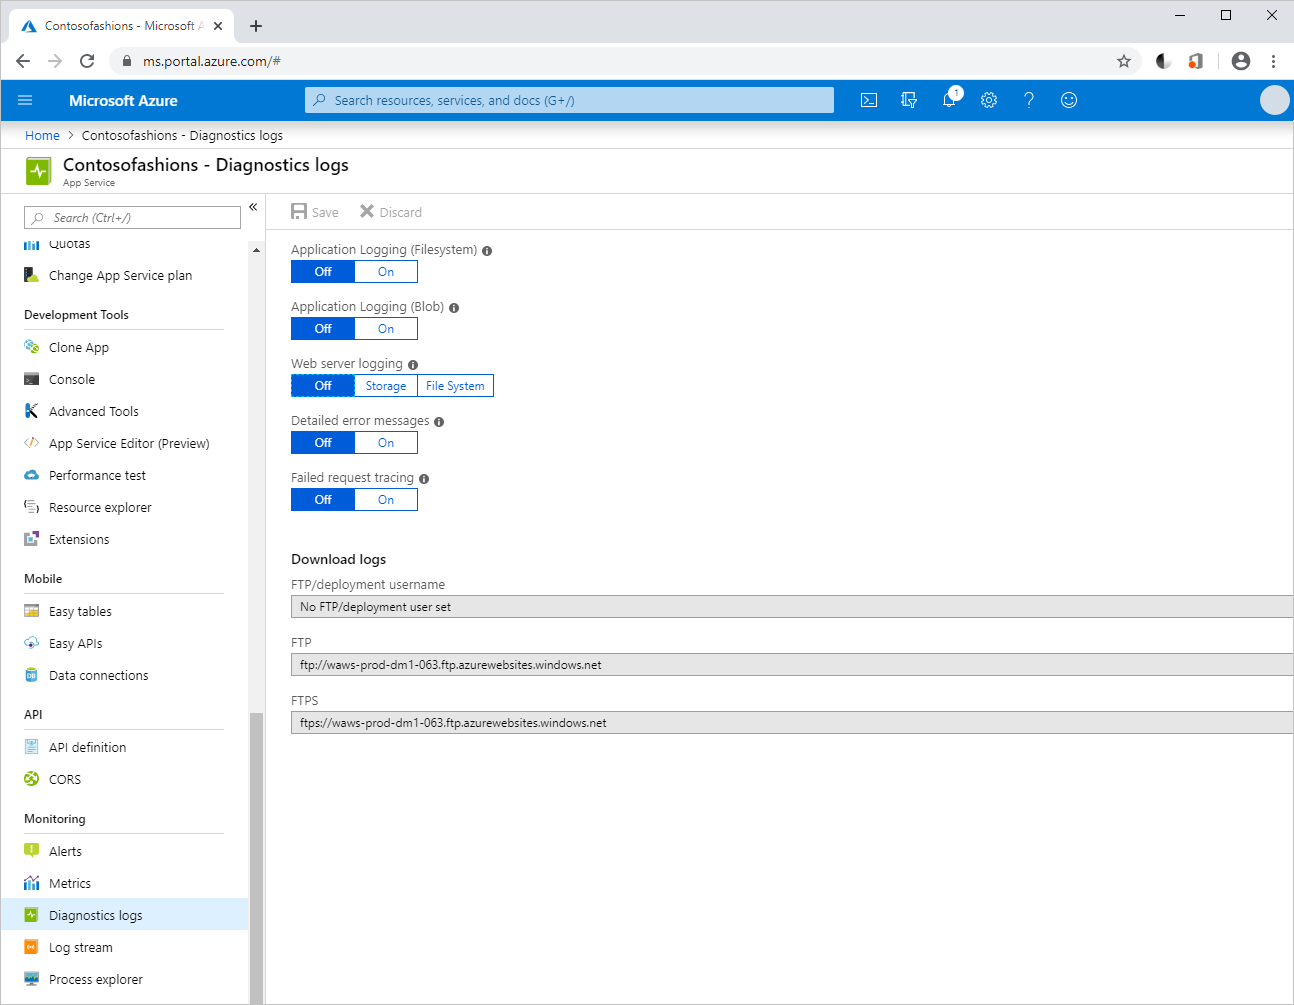 Contosofashions - Microsoft A
ms.portal.azure.com/#
Microsoft Azure
Search resources, services, and docs (G+/)
1
Home > Contosofashions - Diagnostics logs
Contosofashions - Diagnostics logs
App Service
Search (Ctrl+/)
«
Quotas
Change App Service plan
Development Tools
Clone App
Console
Advanced Tools
App Service Editor (Preview)
Performance test
Resource explorer
Extensions
Mobile
Easy tables
Easy APIs
Data connections
API
API definition
CORS
Monitoring
Alerts
Metrics
Diagnostics logs
Log stream
Process explorer
Save Discard
Application Logging (Filesystem)
Off On
Application Logging (Blob)
Off On
Web server logging
Off Storage File System
Detailed error messages
Off On
Failed request tracing
Off On
Download logs
FTP/deployment username
No FTP/deployment user set
FTP
ftp://waws-prod-dm1-063.ftp.azurewebsites.windows.net
FTPS
ftps://waws-prod-dm1-063.ftp.azurewebsites.windows.net